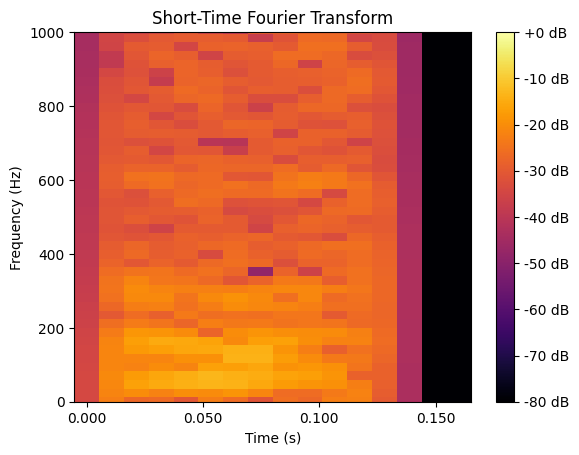 Short-Time Fourier Transform
1000
800
600
400
200
0
Frequency (Hz)
0.000
0.050
0.100
0.150
Time (s)
+0 dB
-10 dB
-20 dB
-30 dB
-40 dB
-50 dB
-60 dB
-70 dB
-80 dB